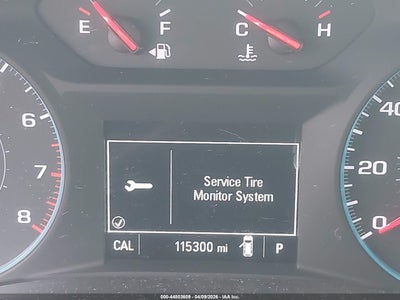 E F C H
6
7
8
40
20
0
Service Tire
Monitor System
CAL 115300 mi P
000-44803609 - 04/09/2026 - IAA Inc.